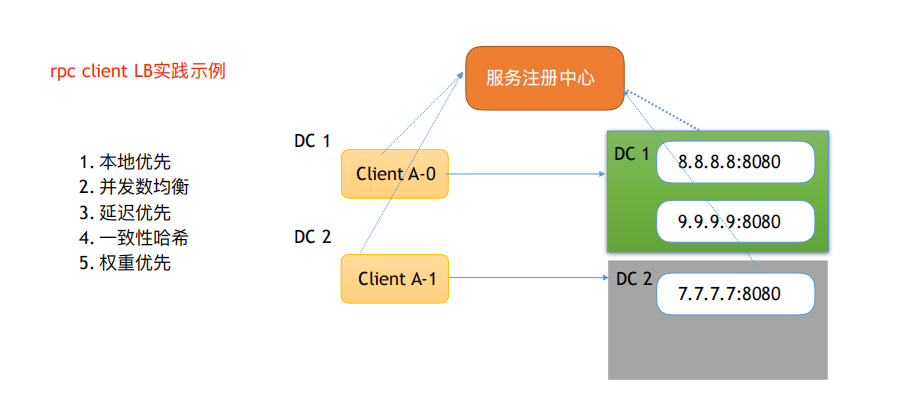 rpc client LB实践示例
服务注册中心
1. 本地优先
2. 并发数均衡
3. 延迟优先
4. 一致性哈希
5. 权重优先
DC 1
Client A-0
DC 2
Client A-1
DC 1
8.8.8.8:8080
9.9.9.9:8080
DC 2
7.7.7.7:8080